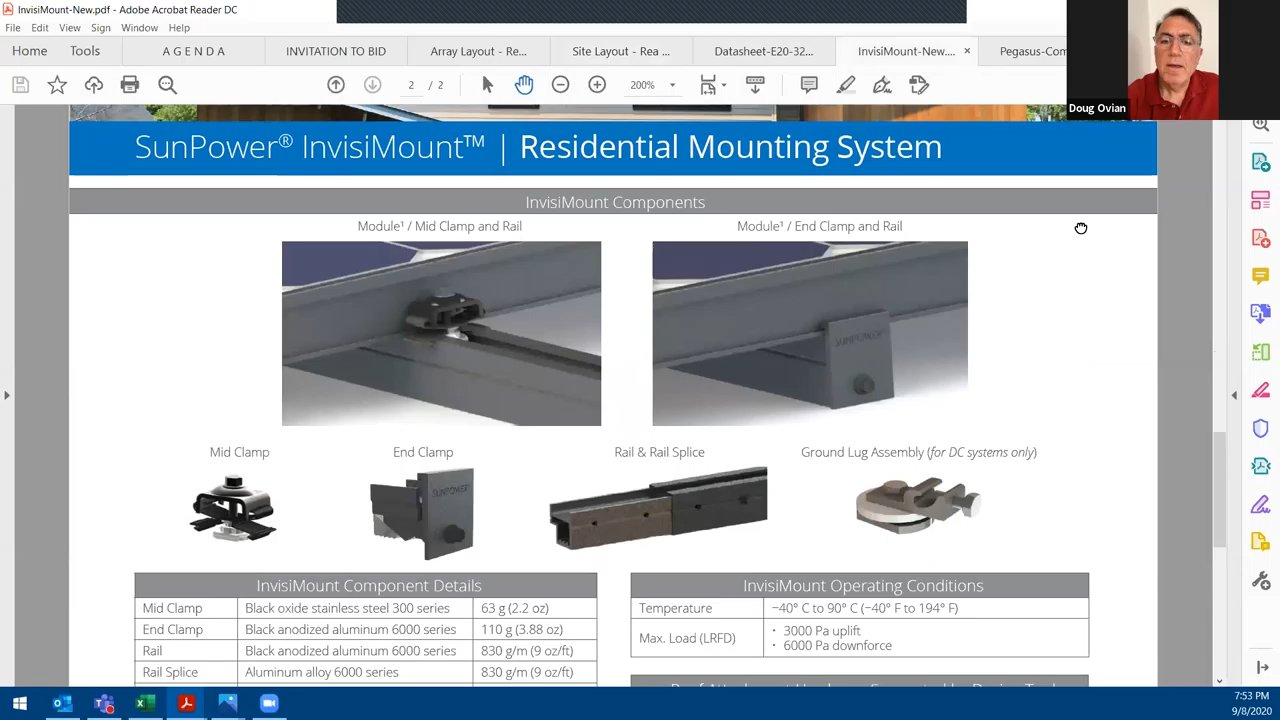 InvisiMount-New.pdf - Adobe Acrobat Reader DC
File Edit View Sign Window Help
Home Tools A G E N D A INVITATION TO BID Array Layout - Re... Site Layout - Rea ... Datasheet-E20-32... InvisiMount-New.... × Pegasus-Com
2 / 2 200%
Doug Ovian
SunPower® InvisiMount™ | Residential Mounting System
InvisiMount Components
Module¹ / Mid Clamp and Rail Module¹ / End Clamp and Rail
SUNPOWER
Mid Clamp End Clamp Rail & Rail Splice Ground Lug Assembly (for DC systems only)
SUNPOWER
InvisiMount Component Details
Mid Clamp Black oxide stainless steel 300 series 63 g (2.2 oz)
End Clamp Black anodized aluminum 6000 series 110 g (3.88 oz)
Rail Black anodized aluminum 6000 series 830 g/m (9 oz/ft)
Rail Splice Aluminum alloy 6000 series 830 g/m (9 oz/ft)
InvisiMount Operating Conditions
Temperature −40° C to 90° C (−40° F to 194° F)
Max. Load (LRFD) · 3000 Pa uplift
· 6000 Pa downforce
7:53 PM
9/8/2020